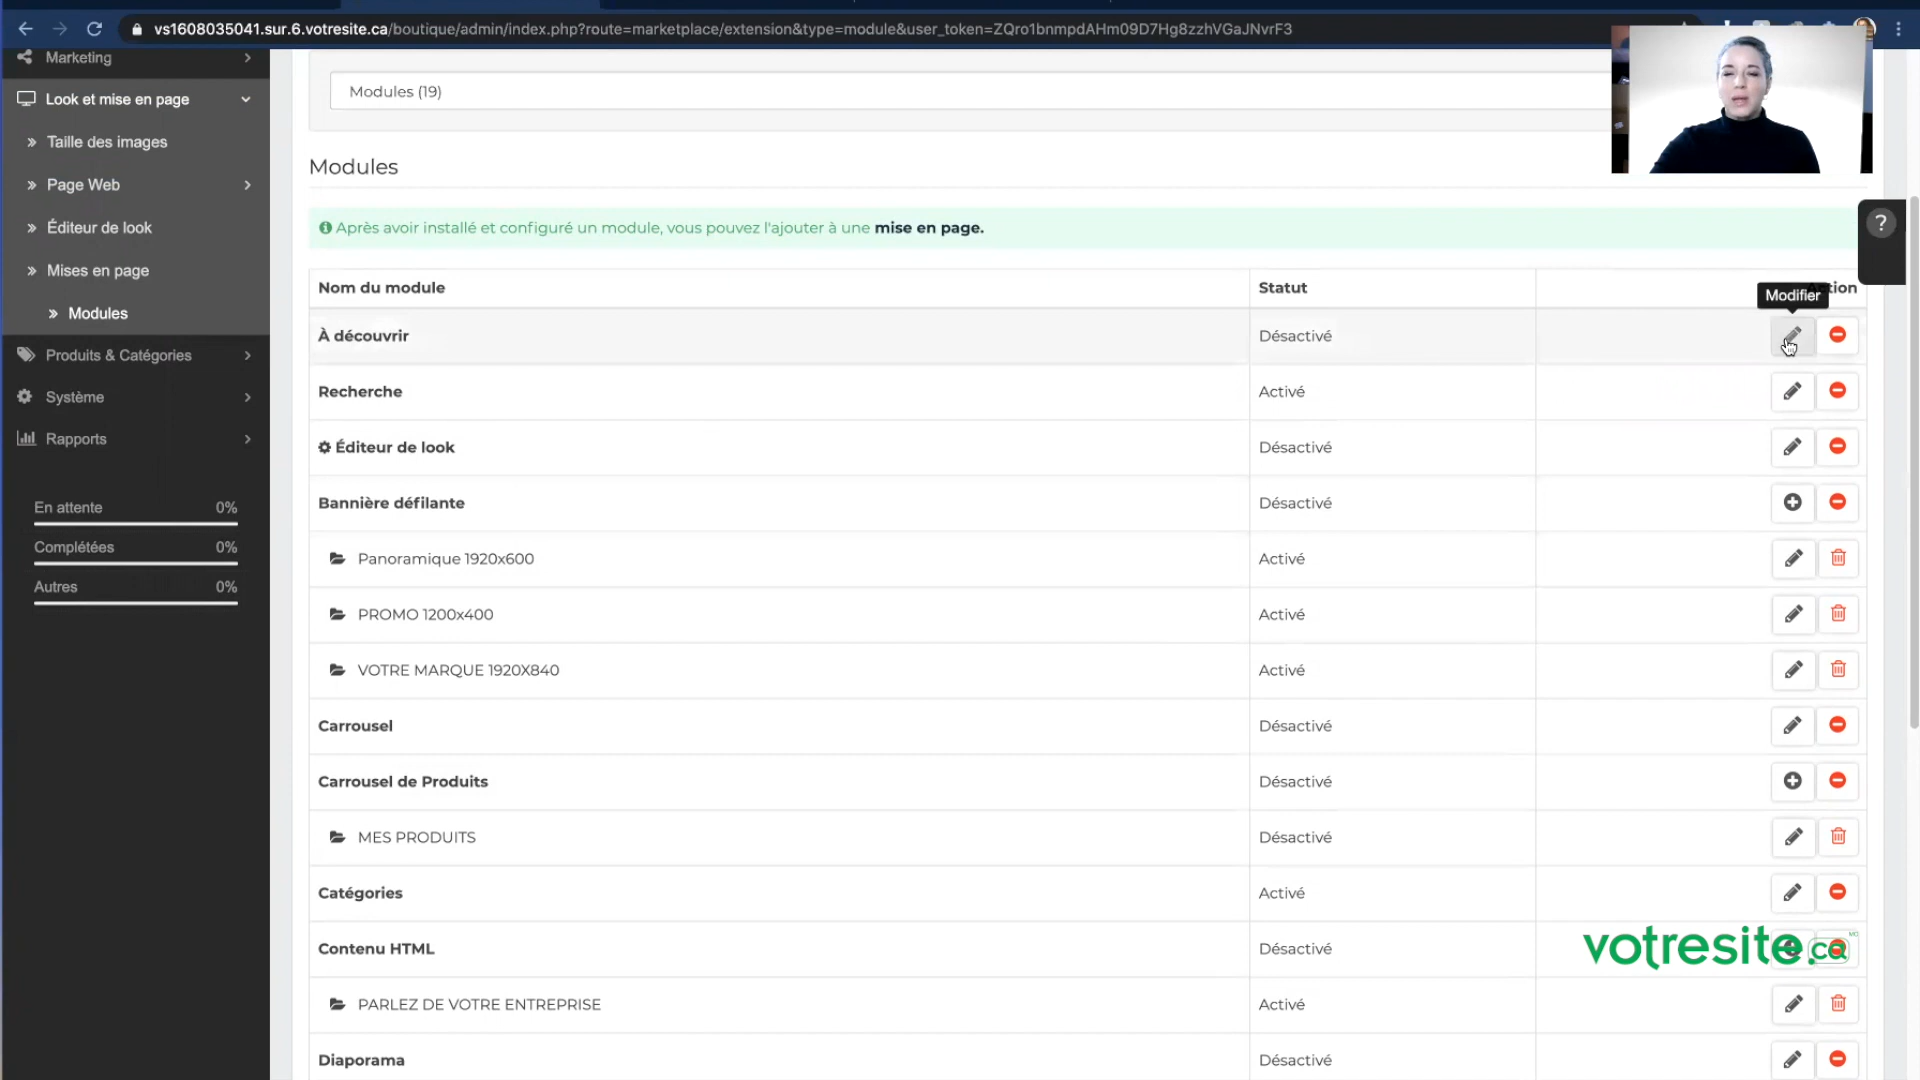 vs1608035041.sur.6.votresite.ca/boutique/admin/index.php?route=marketplace/extension&type=module&user_token=ZQro1bnmpdAHm09D7Hg8zzhVGaJNvrF3
Marketing
Look et mise en page
Taille des images
Page Web
Éditeur de look
Mises en page
Modules
Produits & Catégories
Système
Rapports
En attente 0%
Complétées 0%
Autres 0%
Modules (19)
Modules
Après avoir installé et configuré un module, vous pouvez l'ajouter à une mise en page.
?
Nom du module Statut
Modifier
À découvrir Désactivé
Recherche Activé
Éditeur de look Désactivé
Bannière défilante Désactivé
Panoramique 1920x600 Activé
PROMO 1200x400 Activé
VOTRE MARQUE 1920X840 Activé
Carrousel Désactivé
Carrousel de Produits Désactivé
MES PRODUITS Désactivé
Catégories Activé
Contenu HTML Désactivé
votresite.ca MC
PARLEZ DE VOTRE ENTREPRISE Activé
Diaporama Désactivé